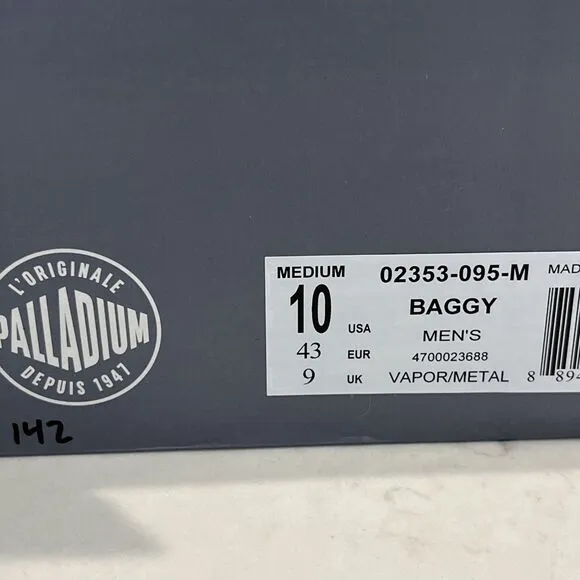 L'ORIGINALE
PALLADIUM
DEPUIS 1947
142
MEDIUM 02353-095-M MAD
10 USA BAGGY
MEN'S
43 EUR 4700023688
9 UK VAPOR/METAL 8 894